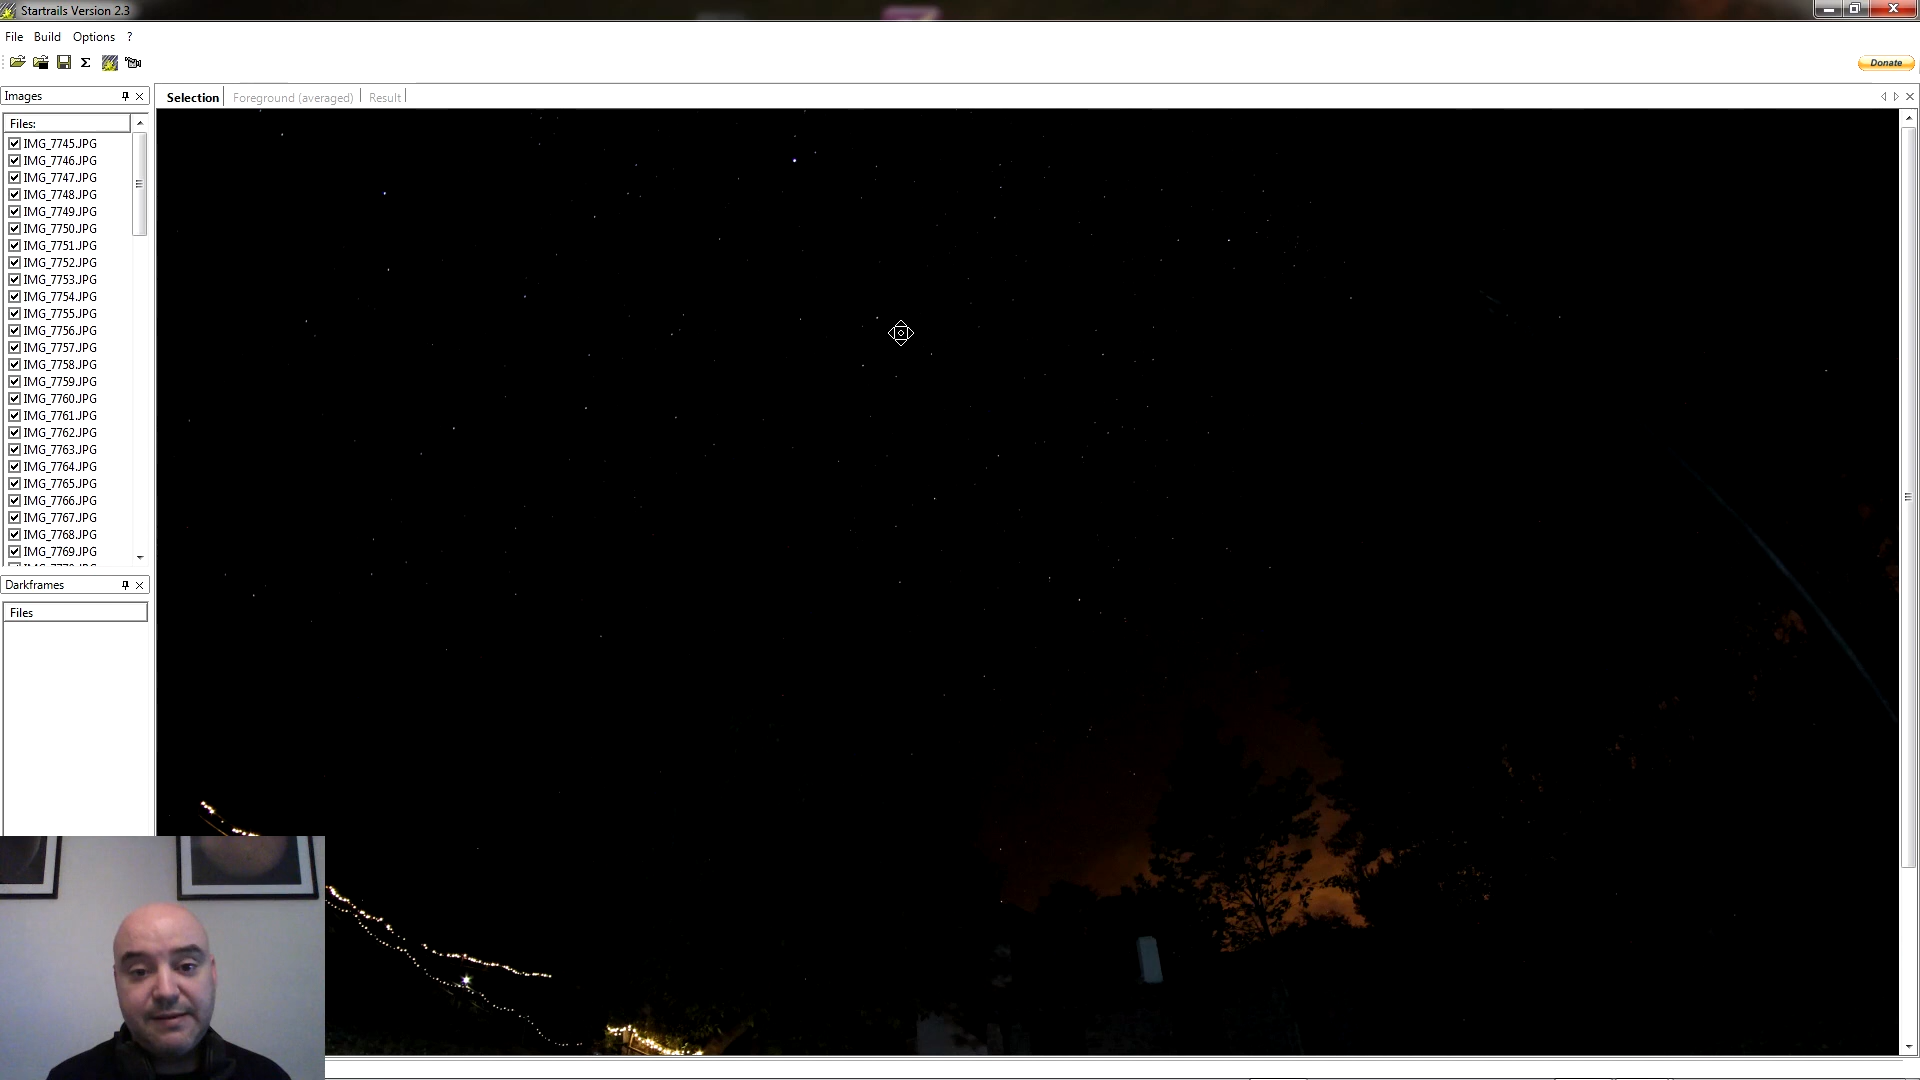 Startrails Version 2.3
File Build Options ?
Donate
Images
Selection Foreground (averaged) Result
Files:
IMG_7745.JPG
IMG_7746.JPG
IMG_7747.JPG
IMG_7748.JPG
IMG_7749.JPG
IMG_7750.JPG
IMG_7751.JPG
IMG_7752.JPG
IMG_7753.JPG
IMG_7754.JPG
IMG_7755.JPG
IMG_7756.JPG
IMG_7757.JPG
IMG_7758.JPG
IMG_7759.JPG
IMG_7760.JPG
IMG_7761.JPG
IMG_7762.JPG
IMG_7763.JPG
IMG_7764.JPG
IMG_7765.JPG
IMG_7766.JPG
IMG_7767.JPG
IMG_7768.JPG
IMG_7769.JPG
Darkframes
Files